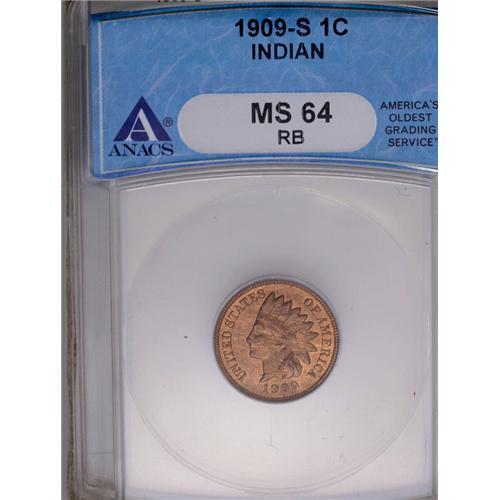 1909-S 1C
INDIAN
MS 64
RB
ANACS
AMERICA'S
OLDEST
GRADING
SERVICE"
UNITED STATES OF AMERICA
1909